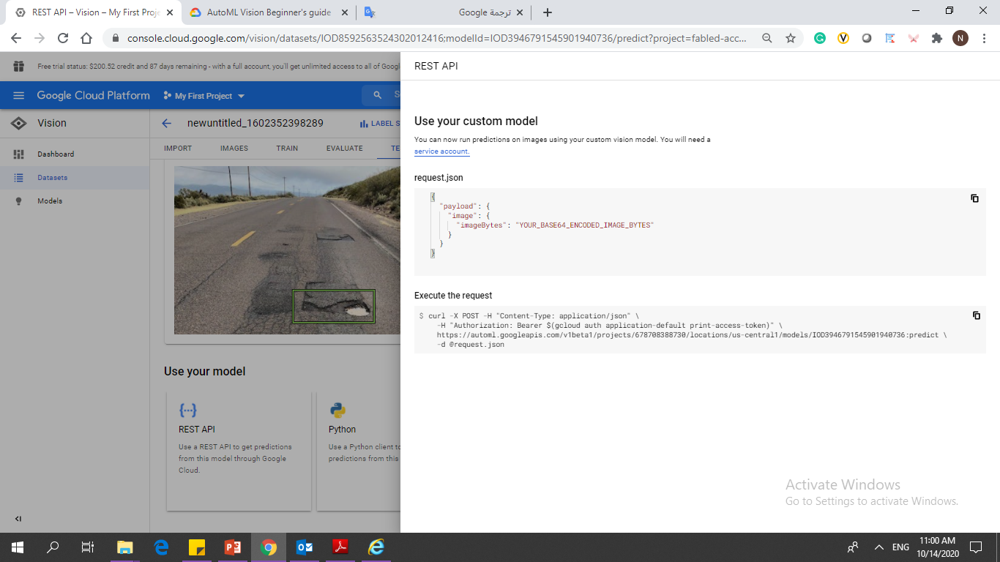 REST API – Vision – My First Proje
AutoML Vision Beginner's guide
ترجمة Google
console.cloud.google.com/vision/datasets/IOD8592563524302012416;modelId=IOD3946791545901940736/predict?project=fabled-acc...
N
Free trial status: $200.52 credit and 87 days remaining - with a full account, you'll get unlimited access to all of Googl
REST API
Google Cloud Platform
My First Project
S
Vision
newuntitled_1602352398289
LABEL S
Dashboard
Datasets
Models
IMPORT
IMAGES
TRAIN
EVALUATE
TE
Use your model
REST API
Use a REST API to get predictions
from this model through Google
Cloud.
Python
Use a Python client to
predictions from this
Use your custom model
You can now run predictions on images using your custom vision model. You will need a
service account.
request.json
{
"payload": {
"image": {
"imageBytes": "YOUR_BASE64_ENCODED_IMAGE_BYTES"
}
}
}
Execute the request
$ curl -X POST -H "Content-Type: application/json" \
-H "Authorization: Bearer $(gcloud auth application-default print-access-token)" \
https://automl.googleapis.com/v1beta1/projects/678708388730/locations/us-central1/models/IOD3946791545901940736:predict \
-d @request.json
Activate Windows
Go to Settings to activate Windows.
ENG
11:00 AM
10/14/2020